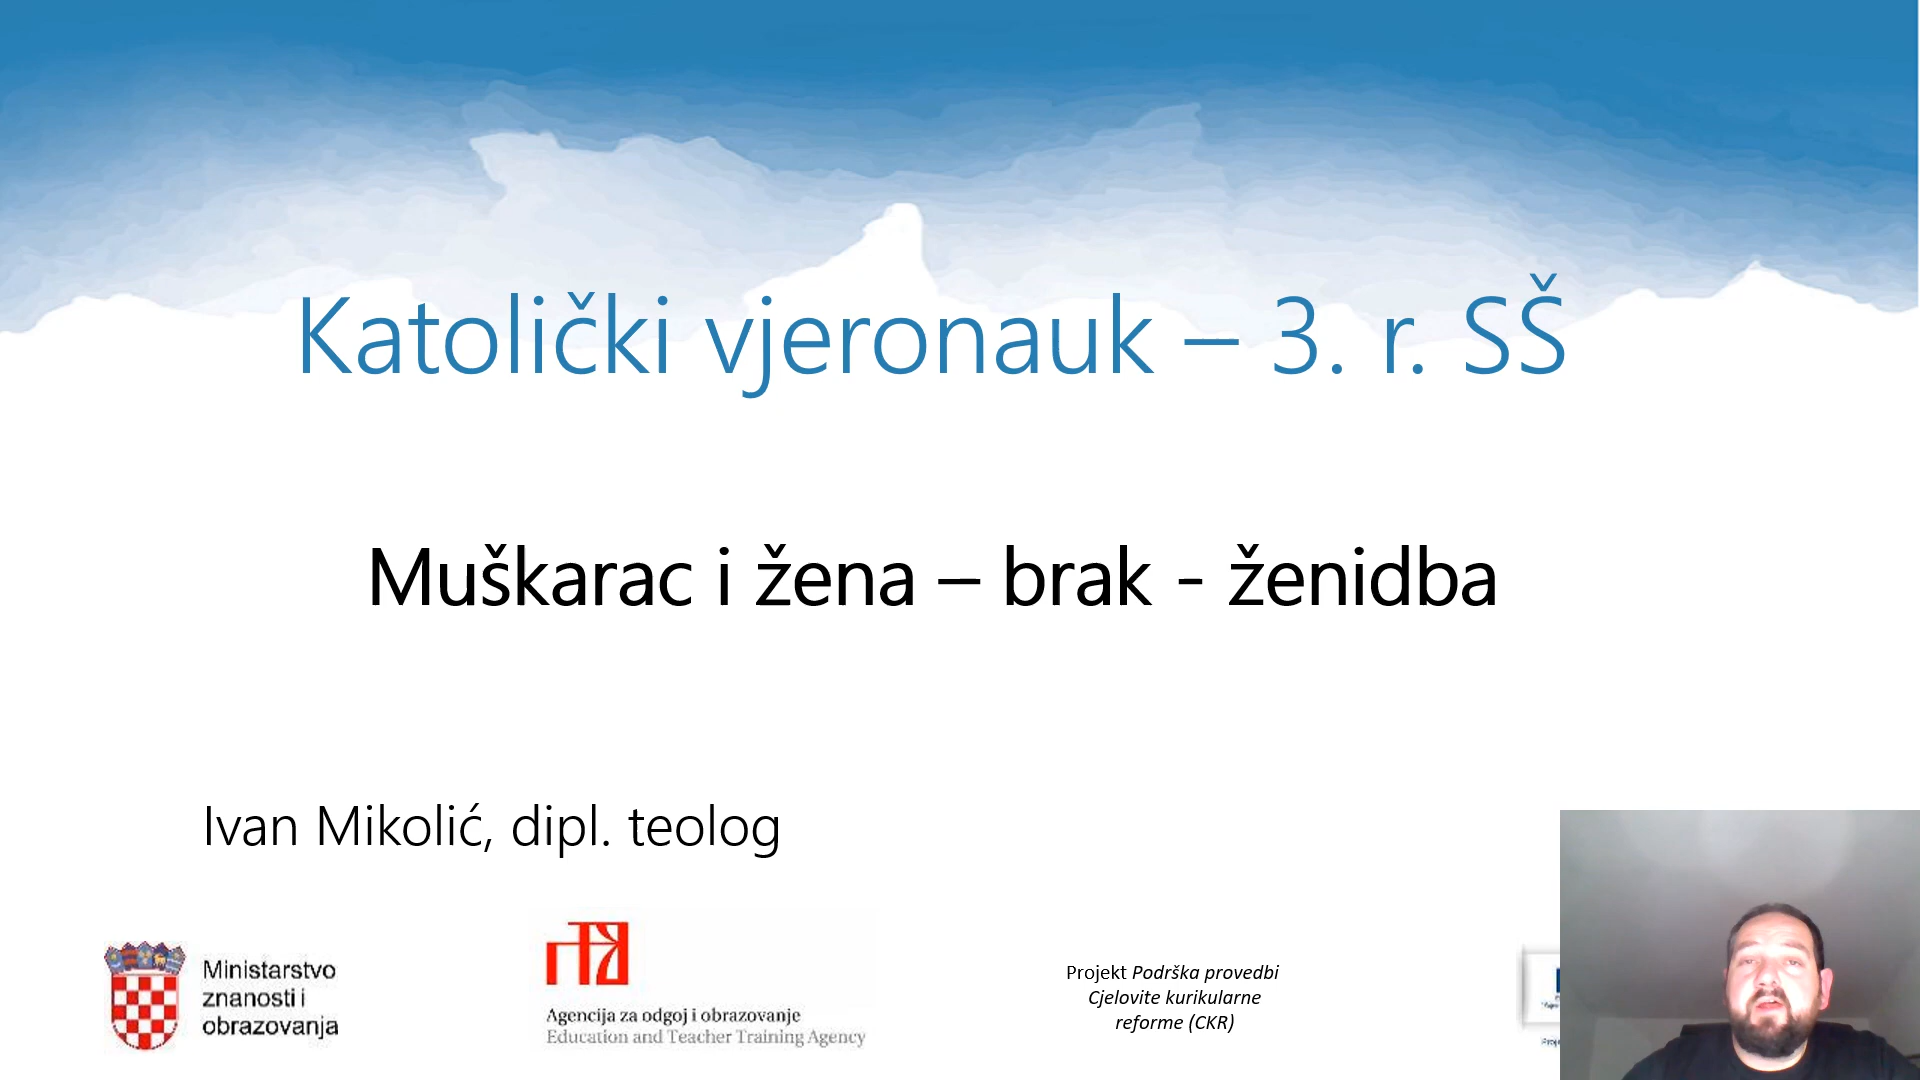 Katolički vjeronauk – 3. r. SŠ
Muškarac i žena – brak - ženidba
Ivan Mikolić, dipl. teolog
Ministarstvo
znanosti i
obrazovanja
Agencija za odgoj i obrazovanje
Education and Teacher Training Agency
Projekt Podrška provedbi
Cjelovite kurikularne
reforme (CKR)